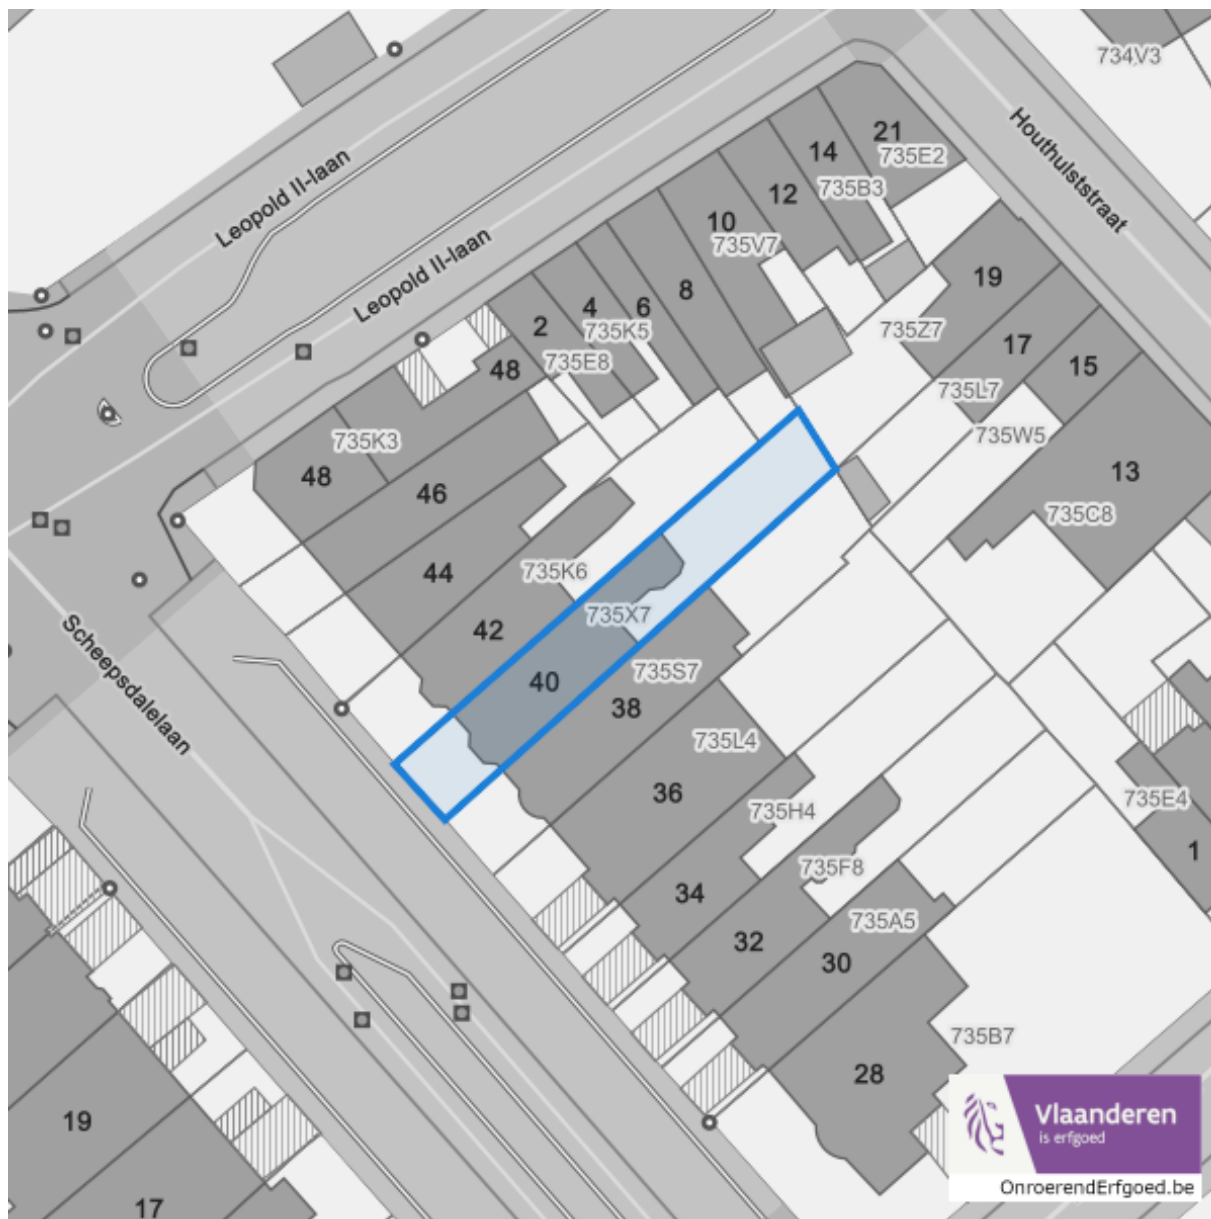 734V3
Houthulststraat
Leopold II-laan
Leopold II-laan
21
735E2
14
735B3
12
10
735V7
8
6
4
735K5
2
735E8
48
19
735Z7
17
735L7
15
735W5
13
735C8
735K3
48
46
44
735K6
42
735X7
40
735S7
38
735L4
36
735H4
34
735F8
32
735A5
30
28
735B7
735E4
1
Scheepsdalelaan
19
17
Vlaanderen
is erfgoed
OnroerendErfgoed.be